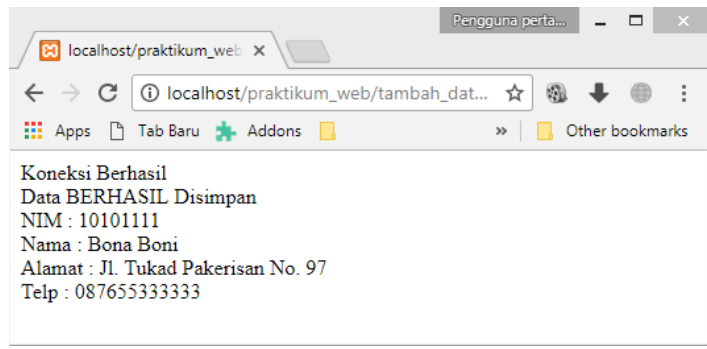 Pengguna perta...
localhost/praktikum_web
localhost/praktikum_web/tambah_dat...
Apps Tab Baru Addons » Other bookmarks
Koneksi Berhasil
Data BERHASIL Disimpan
NIM : 10101111
Nama : Bona Boni
Alamat : Jl. Tukad Pakerisan No. 97
Telp : 087655333333